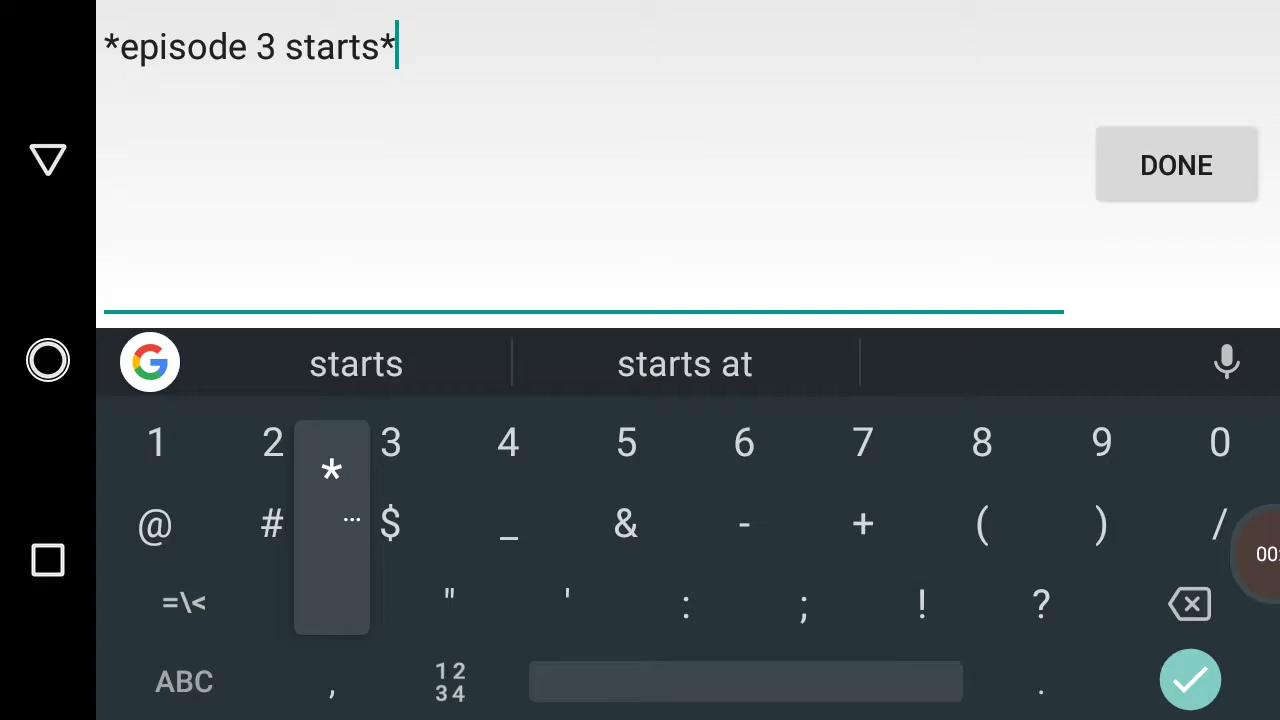 *episode 3 starts*
DONE
starts
starts at
1 2 3 4 5 6 7 8 9 0
*
@ # $ _ & - + ( ) /
=\< " ' : ; ! ?
ABC , 1 2 3 4 .
00: